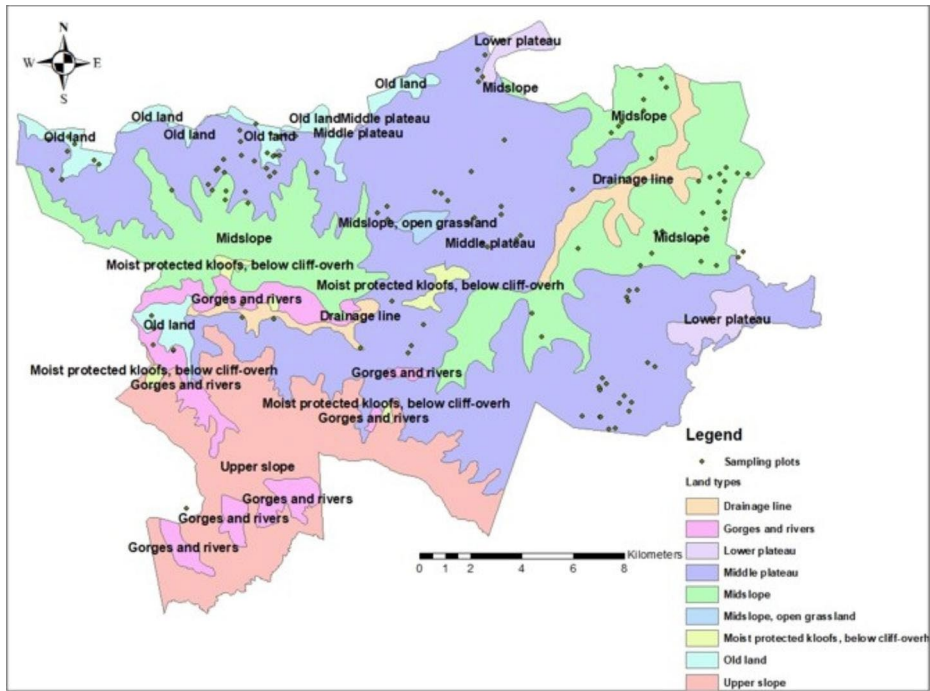 N
W E
S
Lower plateau
Old land
Midslope
Old land
Old land Middle plateau
Midslope
Old land
Old land
Old land
Middle plateau
Drainage line
Midslope, open grassland
Midslope
Midslope
Middle plateau
Moist protected kloofs, below cliff-overh
Moist protected kloofs, below cliff-overh
Gorges and rivers
Drainage line
Old land
Lower plateau
Moist protected kloofs, below cliff-overh
Gorges and rivers
Gorges and rivers
Moist protected kloofs, below cliff-overh
Gorges and rivers
Upper slope
Gorges and rivers
Gorges and rivers
Gorges and rivers
Kilometers
0 1 2 4 6 8
Legend
Sampling plots
Land types
Drainage line
Gorges and rivers
Lower plateau
Middle plateau
Midslope
Midslope, open grassland
Moist protected kloofs, below cliff-overh
Old land
Upper slope